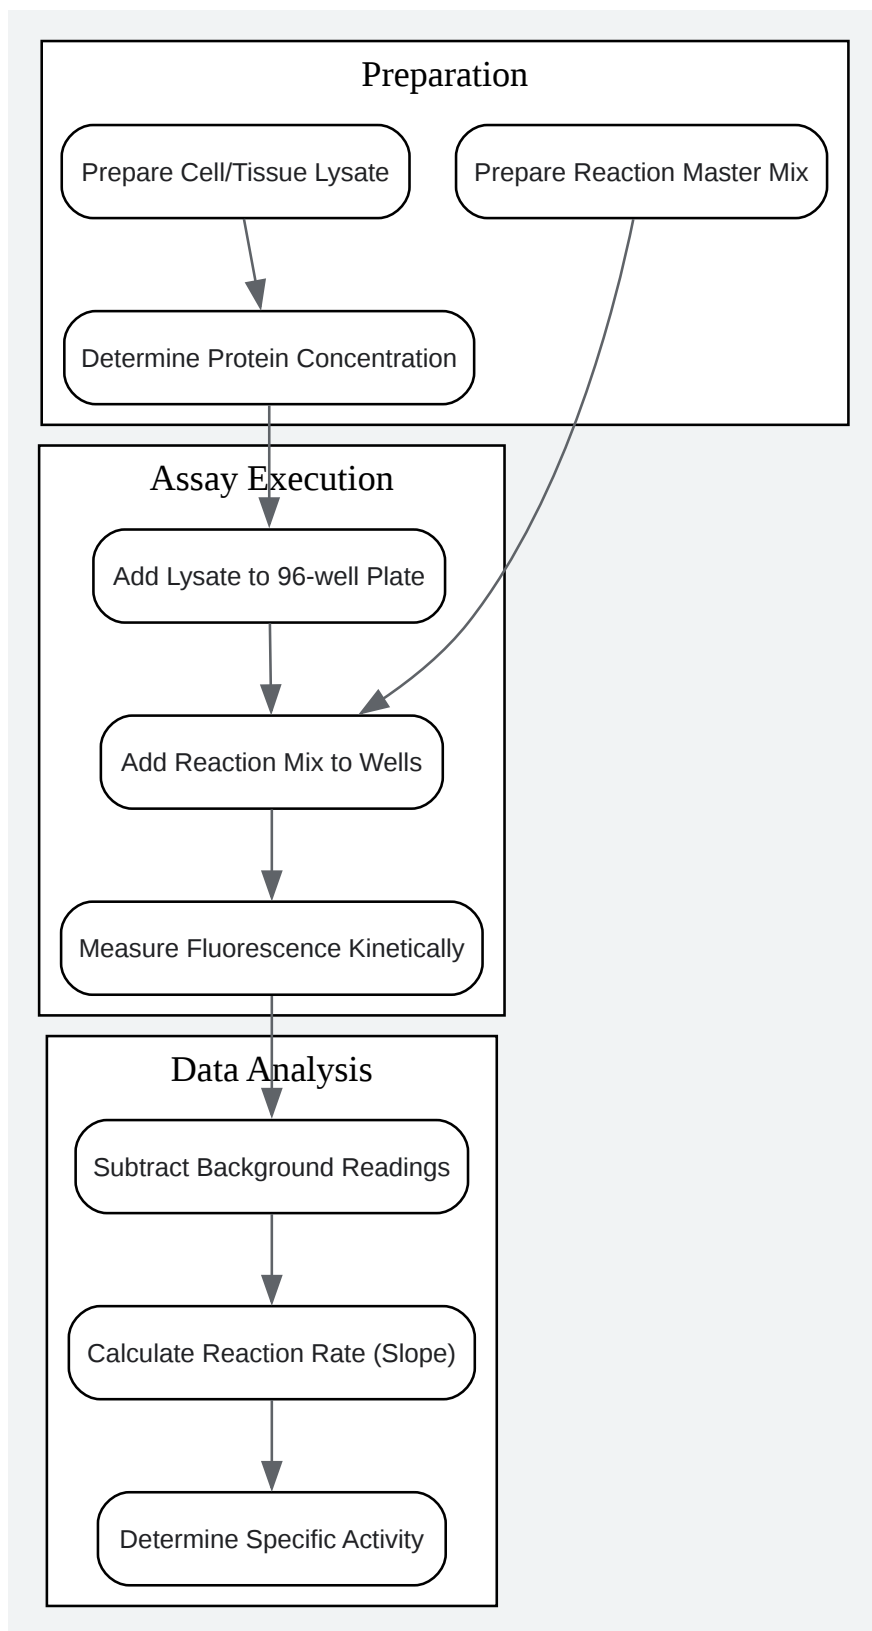 Preparation
Prepare Cell/Tissue Lysate
Prepare Reaction Master Mix
Determine Protein Concentration
Assay Execution
Add Lysate to 96-well Plate
Add Reaction Mix to Wells
Measure Fluorescence Kinetically
Data Analysis
Subtract Background Readings
Calculate Reaction Rate (Slope)
Determine Specific Activity